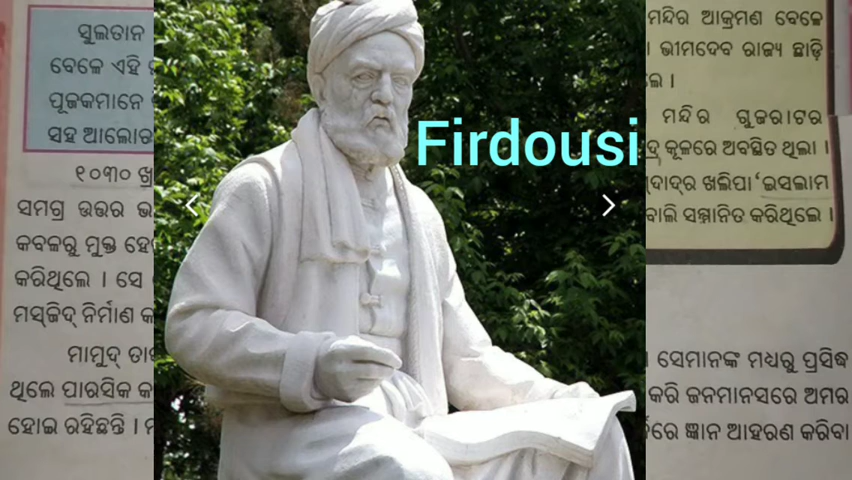 ସୁଲତାନ
ବେଳେ ଏହି
ପୂଜକମାନେ
ସହ ଆଲୋଚ
୧୦୩୦ ଖ୍ର
ସମଗ୍ର ଉତ୍ତର ଭ
କବଳରୁ ମୁକ୍ତ ହେ
କରିଥିଲେ । ସେ
ମସ୍‌ଜିଦ୍ ନିର୍ମାଣ କ
ମାମୁଦ୍ ତା
ଥିଲେ ପାରସିକ କ
ହୋଇ ରହିଛନ୍ତି ।
Firdousi
ମନ୍ଦିର ଆକ୍ରମଣ ବେଳେ
ଭୀମଦେବ ରାଜ୍ୟ ଛାଡ଼ି
ଲେ ।
ମନ୍ଦିର ଗୁଜରାଟର
କୂଳରେ ଅବସ୍ଥିତ ଥିଲା ।
ଦାଦ୍‌ର ଖଲିପା ‘ଇସଲାମ
ବାଲି ସମ୍ମାନିତ କରିଥିଲେ ।
ସେମାନଙ୍କ ମଧ୍ୟରୁ ପ୍ରସିଦ୍ଧ
କରି ଜନମାନସରେ ଅମର
ରେ ଜ୍ଞାନ ଆହରଣ କରିବା